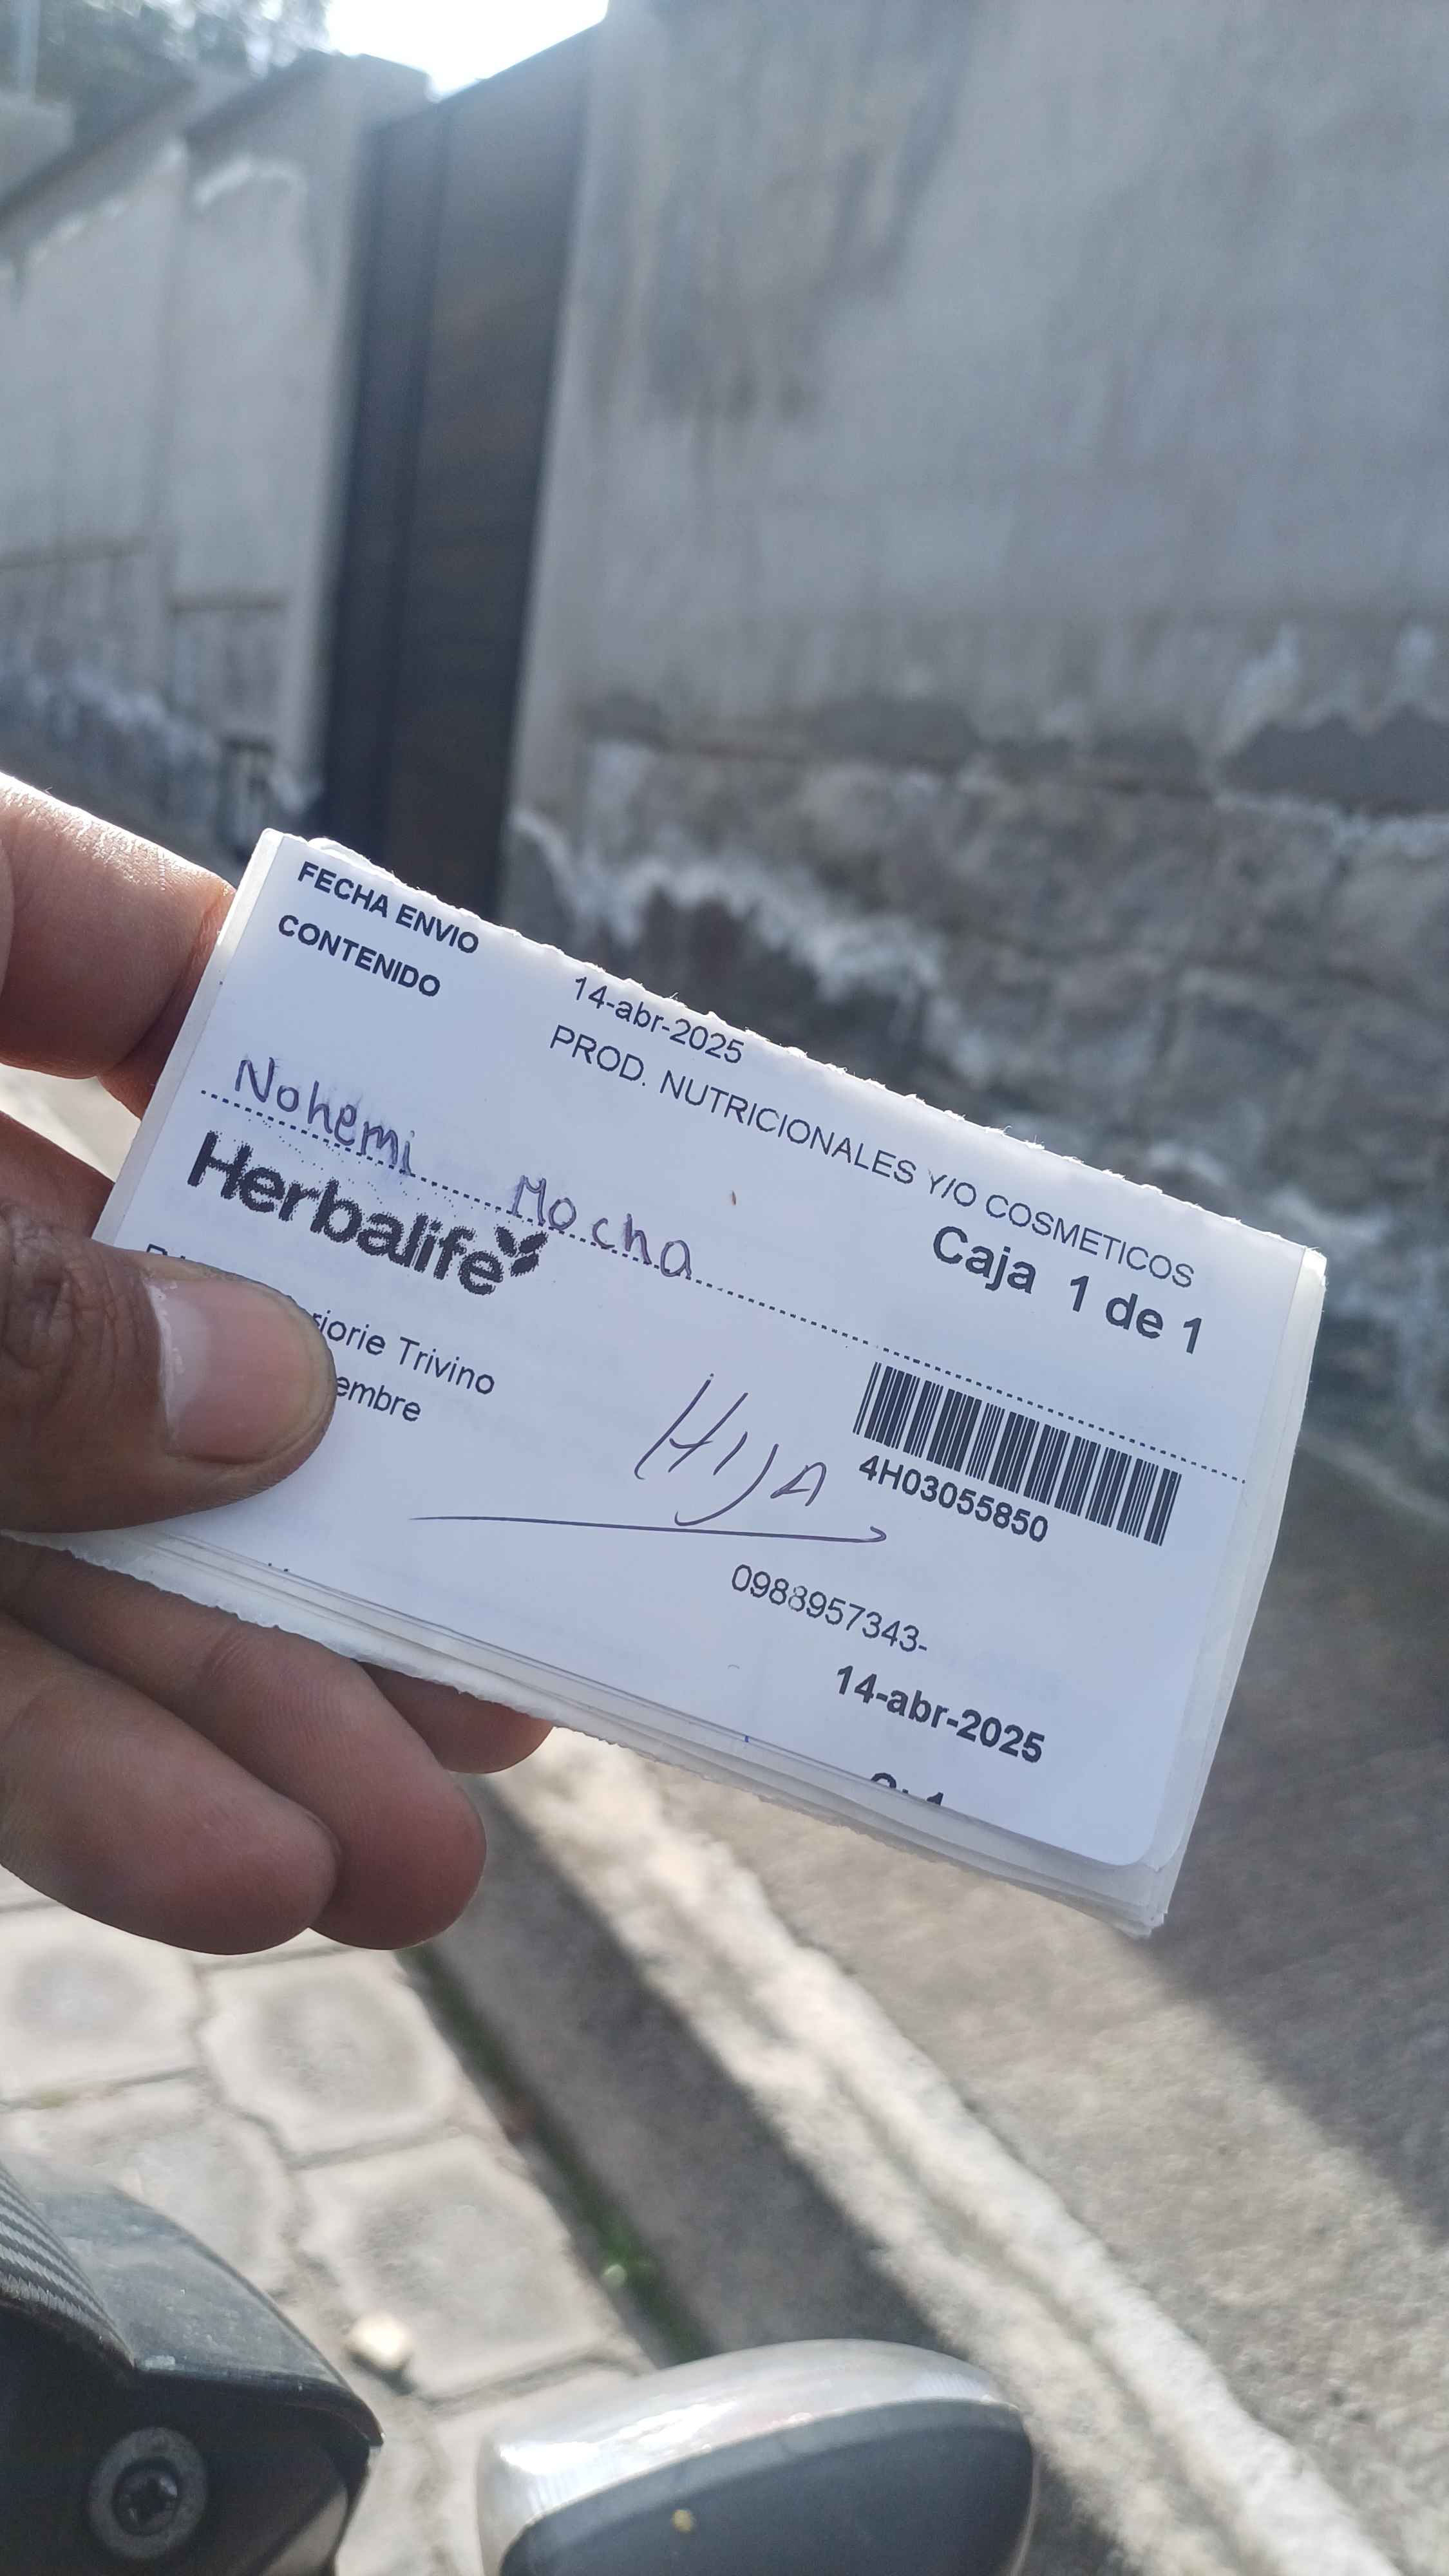 FECHA ENVIO 14-abr-2025
CONTENIDO PROD. NUTRICIONALES Y/O COSMETICOS
Nohemi Mocha
Caja 1 de 1
Herbalife
riorie Trivino
embre
HIJA
4H03055850
0988957343-
14-abr-2025